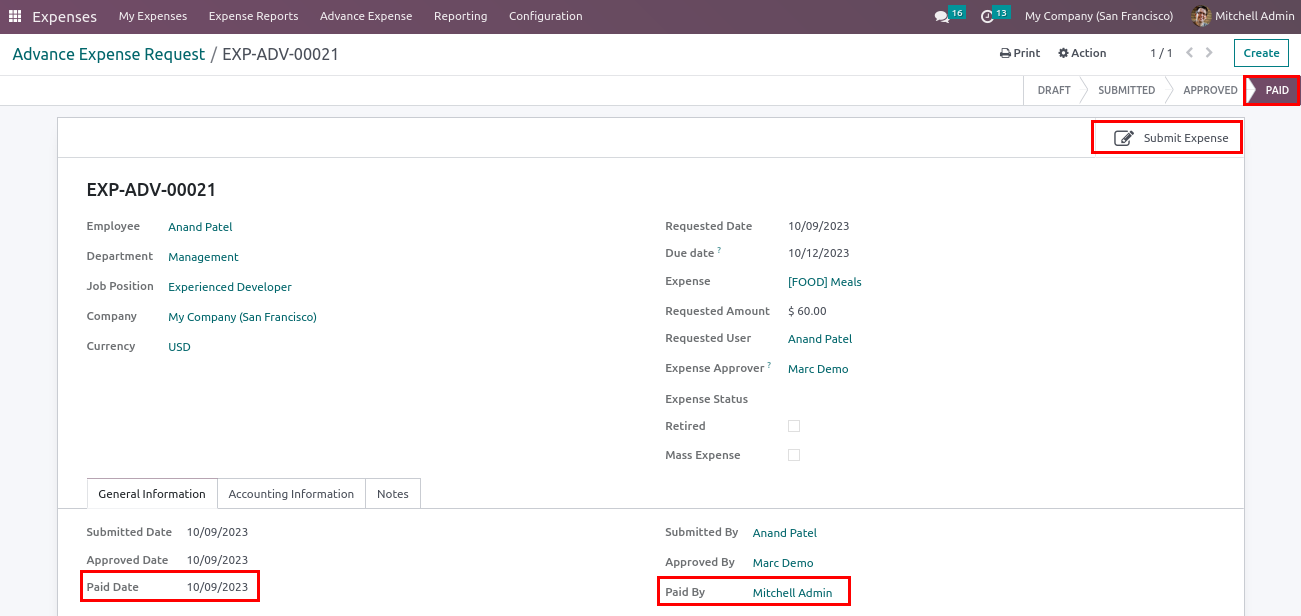 Expenses My Expenses Expense Reports Advance Expense Reporting Configuration 16 13 My Company (San Francisco) Mitchell Admin
Advance Expense Request / EXP-ADV-00021 Print Action 1 / 1 Create
DRAFT SUBMITTED APPROVED PAID
Submit Expense
EXP-ADV-00021
Employee Anand Patel
Department Management
Job Position Experienced Developer
Company My Company (San Francisco)
Currency USD
Requested Date 10/09/2023
Due date ? 10/12/2023
Expense [FOOD] Meals
Requested Amount $ 60.00
Requested User Anand Patel
Expense Approver ? Marc Demo
Expense Status
Retired
Mass Expense
General Information Accounting Information Notes
Submitted Date 10/09/2023
Approved Date 10/09/2023
Paid Date 10/09/2023
Submitted By Anand Patel
Approved By Marc Demo
Paid By Mitchell Admin